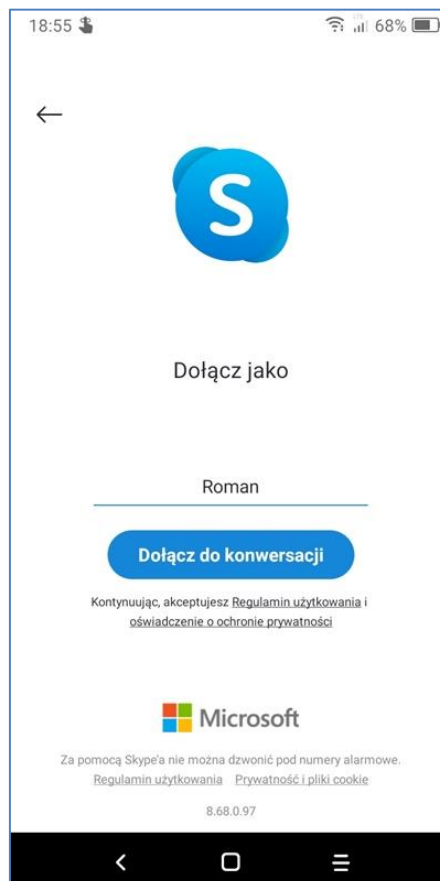 18:55
LTE
68%
S
Dołącz jako
Roman
Dołącz do konwersacji
Kontynuując, akceptujesz Regulamin użytkowania i
oświadczenie o ochronie prywatności
Microsoft
Za pomocą Skype'a nie można dzwonić pod numery alarmowe.
Regulamin użytkowania Prywatność i pliki cookie
8.68.0.97